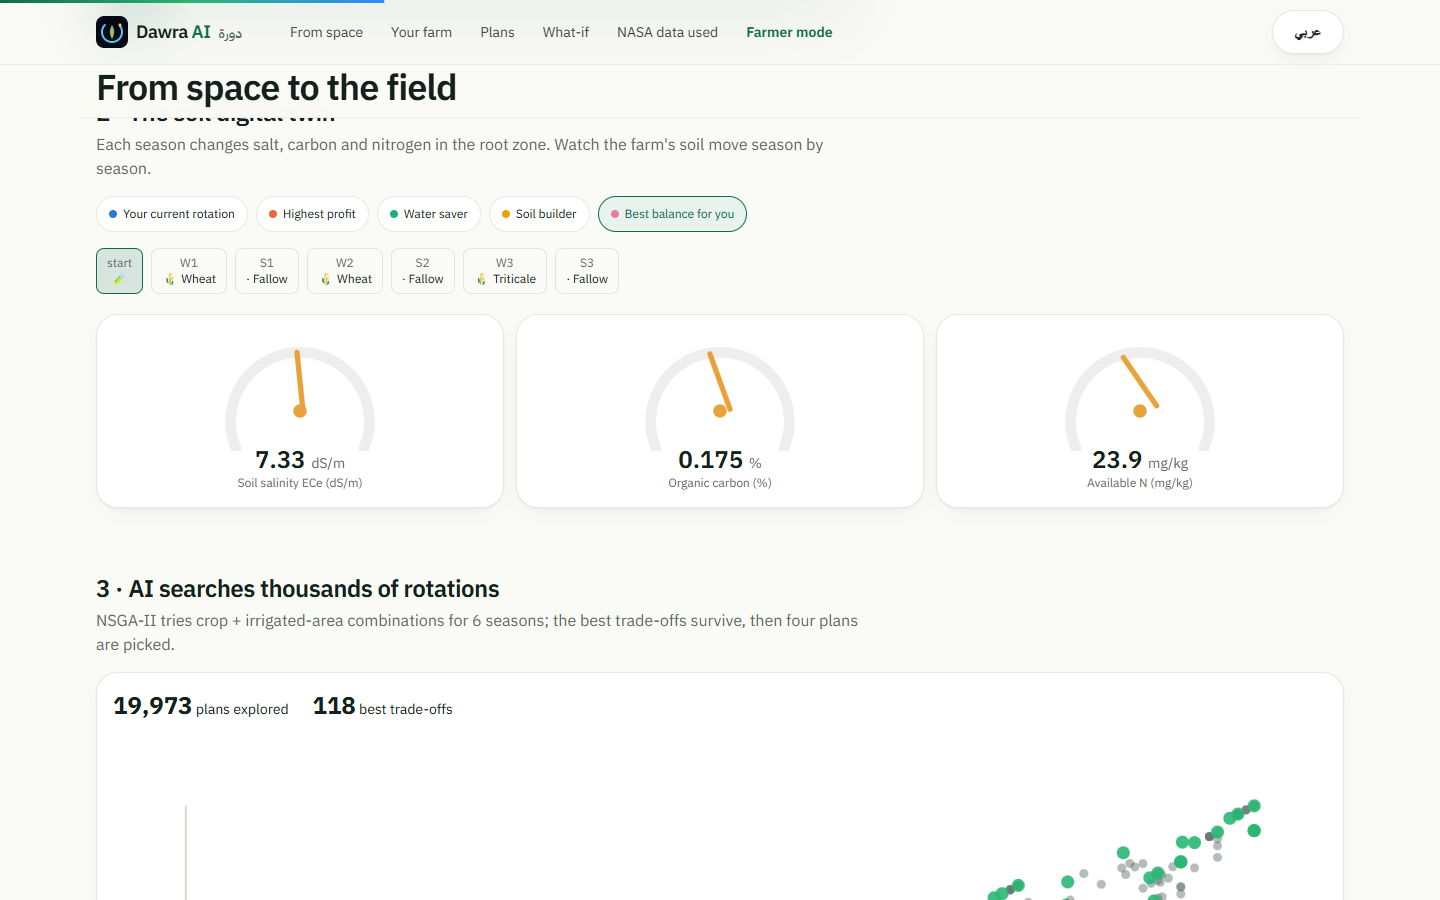 Dawra AI دورة From space Your farm Plans What-if NASA data used Farmer mode عربي
From space to the field
2 · The soil digital twin
Each season changes salt, carbon and nitrogen in the root zone. Watch the farm's soil move season by
season.
Your current rotation Highest profit Water saver Soil builder Best balance for you
start W1 S1 W2 S2 W3 S3
Wheat · Fallow Wheat · Fallow Triticale · Fallow
7.33 dS/m 0.175 % 23.9 mg/kg
Soil salinity ECe (dS/m) Organic carbon (%) Available N (mg/kg)
3 · AI searches thousands of rotations
NSGA-II tries crop + irrigated-area combinations for 6 seasons; the best trade-offs survive, then four plans
are picked.
19,973 plans explored 118 best trade-offs